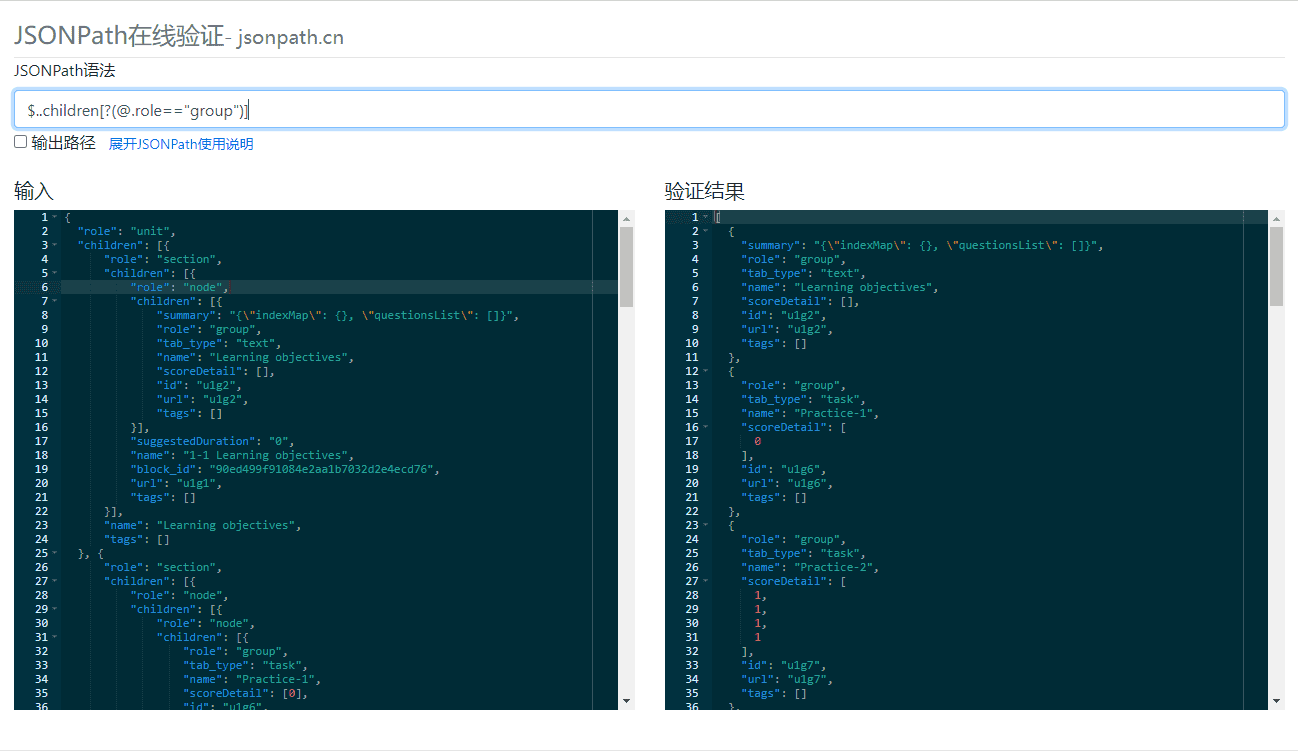 JSONPath在线验证- jsonpath.cn
JSONPath语法
$..children[?(@.role=="group")]
输出路径 展开JSONPath使用说明
输入
1 {
2 "role": "unit",
3 "children": [{
4 "role": "section",
5 "children": [{
6 "role": "node",
7 "children": [{
8 "summary": "{\"indexMap\": {}, \"questionsList\": []}",
9 "role": "group",
10 "tab_type": "text",
11 "name": "Learning objectives",
12 "scoreDetail": [],
13 "id": "u1g2",
14 "url": "u1g2",
15 "tags": []
16 }],
17 "suggestedDuration": "0",
18 "name": "1-1 Learning objectives",
19 "block_id": "90ed499f91084e2aa1b7032d2e4ecd76",
20 "url": "u1g1",
21 "tags": []
22 }],
23 "name": "Learning objectives",
24 "tags": []
25 }, {
26 "role": "section",
27 "children": [{
28 "role": "node",
29 "children": [{
30 "role": "node",
31 "children": [{
32 "role": "group",
33 "tab_type": "task",
34 "name": "Practice-1",
35 "scoreDetail": [0],
36 "id": "u1g6",
验证结果
1 [
2 {
3 "summary": "{\"indexMap\": {}, \"questionsList\": []}",
4 "role": "group",
5 "tab_type": "text",
6 "name": "Learning objectives",
7 "scoreDetail": [],
8 "id": "u1g2",
9 "url": "u1g2",
10 "tags": []
11 },
12 {
13 "role": "group",
14 "tab_type": "task",
15 "name": "Practice-1",
16 "scoreDetail": [
17 0
18 ],
19 "id": "u1g6",
20 "url": "u1g6",
21 "tags": []
22 },
23 {
24 "role": "group",
25 "tab_type": "task",
26 "name": "Practice-2",
27 "scoreDetail": [
28 1,
29 1,
30 1,
31 1
32 ],
33 "id": "u1g7",
34 "url": "u1g7",
35 "tags": []
36 },